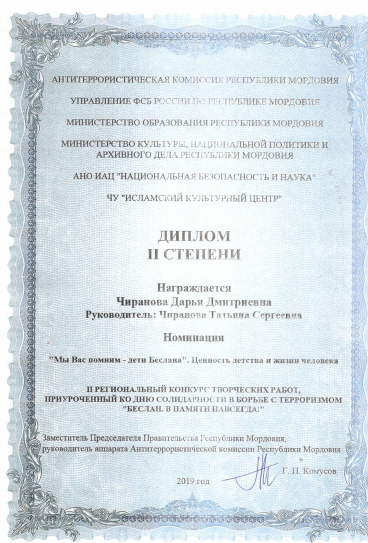 АНТИТЕРРОРИСТИЧЕСКАЯ КОМИССИЯ РЕСПУБЛИКИ МОРДОВИЯ
УПРАВЛЕНИЕ ФСБ РОССИИ ПО РЕСПУБЛИКЕ МОРДОВИЯ
МИНИСТЕРСТВО ОБРАЗОВАНИЯ РЕСПУБЛИКИ МОРДОВИЯ
МИНИСТЕРСТВО КУЛЬТУРЫ, НАЦИОНАЛЬНОЙ ПОЛИТИКИ И
АРХИВНОГО ДЕЛА РЕСПУБЛИКИ МОРДОВИЯ
АНО ИАЦ "НАЦИОНАЛЬНАЯ БЕЗОПАСНОСТЬ И НАУКА"
ЧУ "ИСЛАМСКИЙ КУЛЬТУРНЫЙ ЦЕНТР"
ДИПЛОМ
II СТЕПЕНИ
Награждается
Чиранова Дарья Дмитриевна
Руководитель: Чиранова Татьяна Сергеевна
Номинация
"Мы Вас помним - дети Беслана". Ценность детства и жизни человека
II РЕГИОНАЛЬНЫЙ КОНКУРС ТВОРЧЕСКИХ РАБОТ,
ПРИУРОЧЕННЫЙ КО ДНЮ СОЛИДАРНОСТИ В БОРЬБЕ С ТЕРРОРИЗМОМ
"БЕСЛАН. В ПАМЯТИ НАВСЕГДА!"
Заместитель Председателя Правительства Республики Мордовия,
руководитель аппарата Антитеррористической комиссии Республики Мордовия
Г. П. Комусов
2019 год